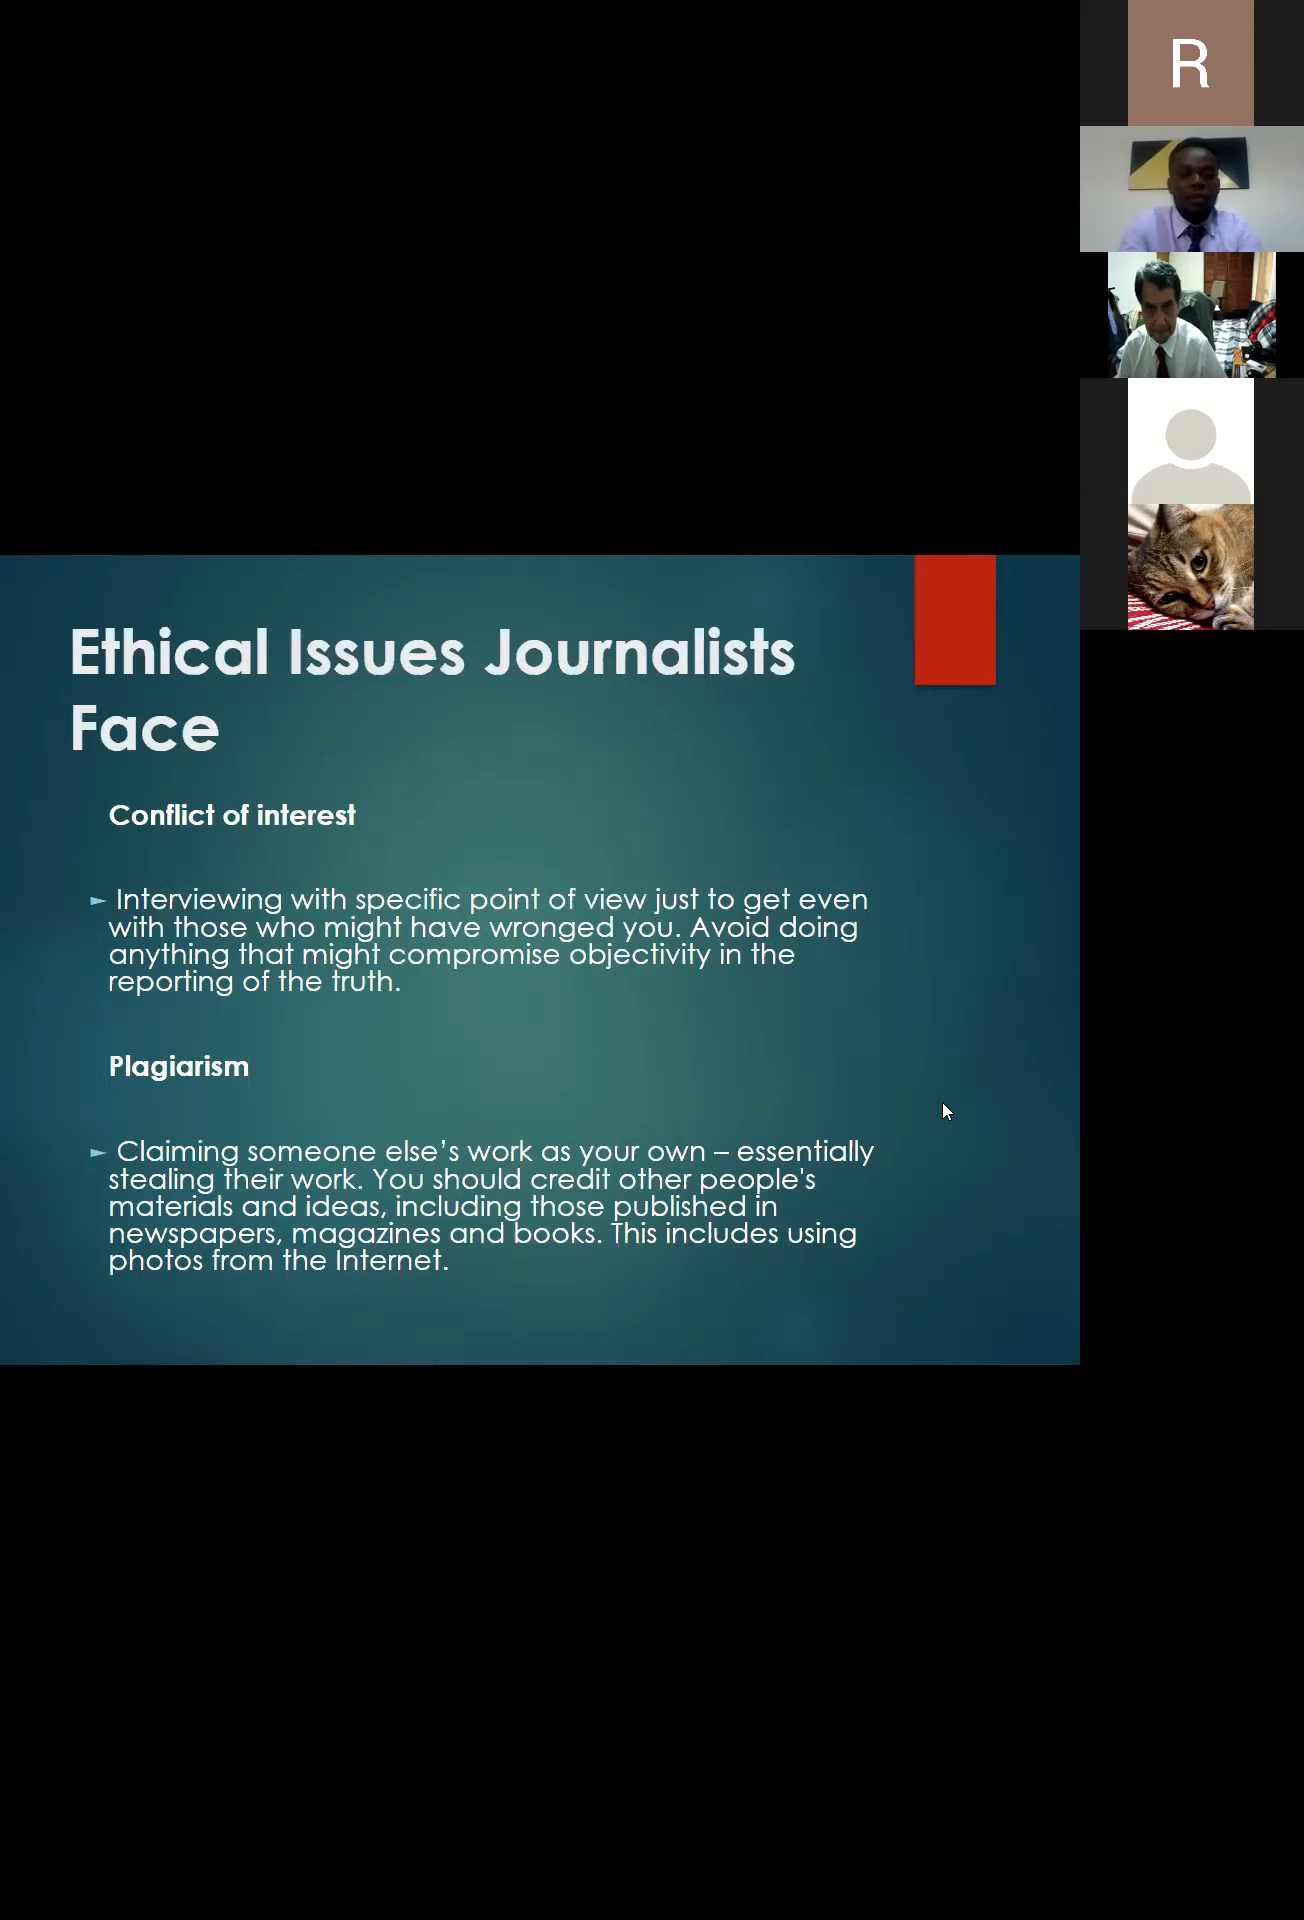 R
Ethical Issues Journalists
Face
Conflict of interest
► Interviewing with specific point of view just to get even
with those who might have wronged you. Avoid doing
anything that might compromise objectivity in the
reporting of the truth.
Plagiarism
► Claiming someone else’s work as your own – essentially
stealing their work. You should credit other people's
materials and ideas, including those published in
newspapers, magazines and books. This includes using
photos from the Internet.